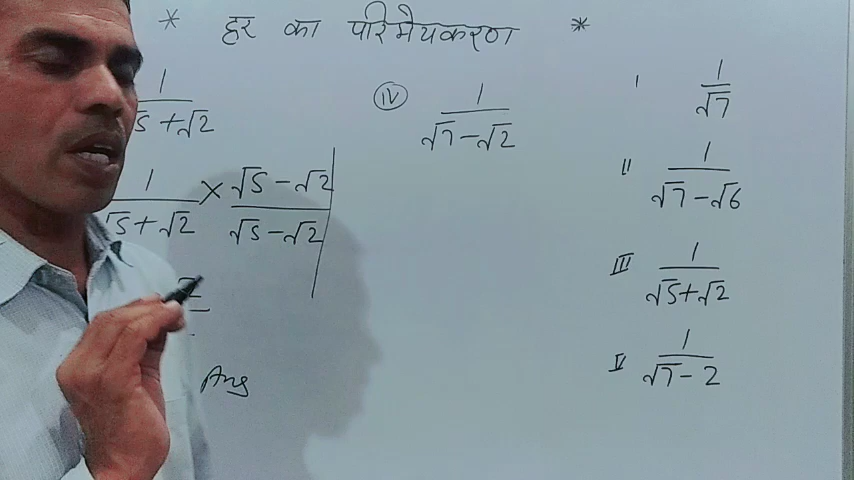 * हर का परिमेयकरण *
1
√5 + √2
1 × √5 - √2
√5 + √2 √5 - √2
Ans
(IV) 1
√7 - √2
I 1
√7
II 1
√7 - √6
III 1
√5 + √2
V 1
√7 - 2